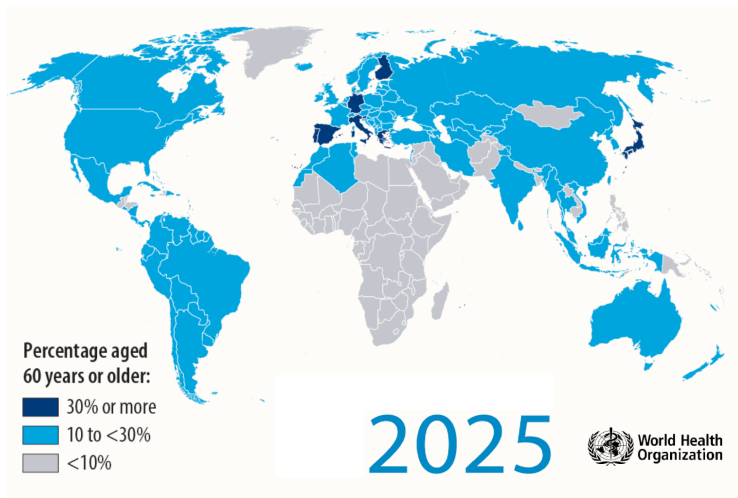 Percentage aged
60 years or older:
30% or more
10 to <30%
<10%
2025
World Health
Organization